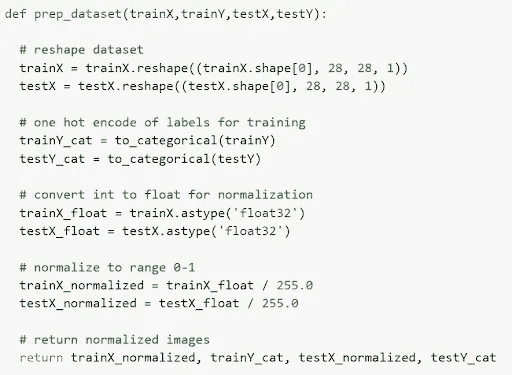 def prep_dataset(trainX,trainY,testX,testY):
# reshape dataset
trainX = trainX.reshape((trainX.shape[0], 28, 28, 1))
testX = testX.reshape((testX.shape[0], 28, 28, 1))
# one hot encode of labels for training
trainY_cat = to_categorical(trainY)
testY_cat = to_categorical(testY)
# convert int to float for normalization
trainX_float = trainX.astype('float32')
testX_float = testX.astype('float32')
# normalize to range 0-1
trainX_normalized = trainX_float / 255.0
testX_normalized = testX_float / 255.0
# return normalized images
return trainX_normalized, trainY_cat, testX_normalized, testY_cat